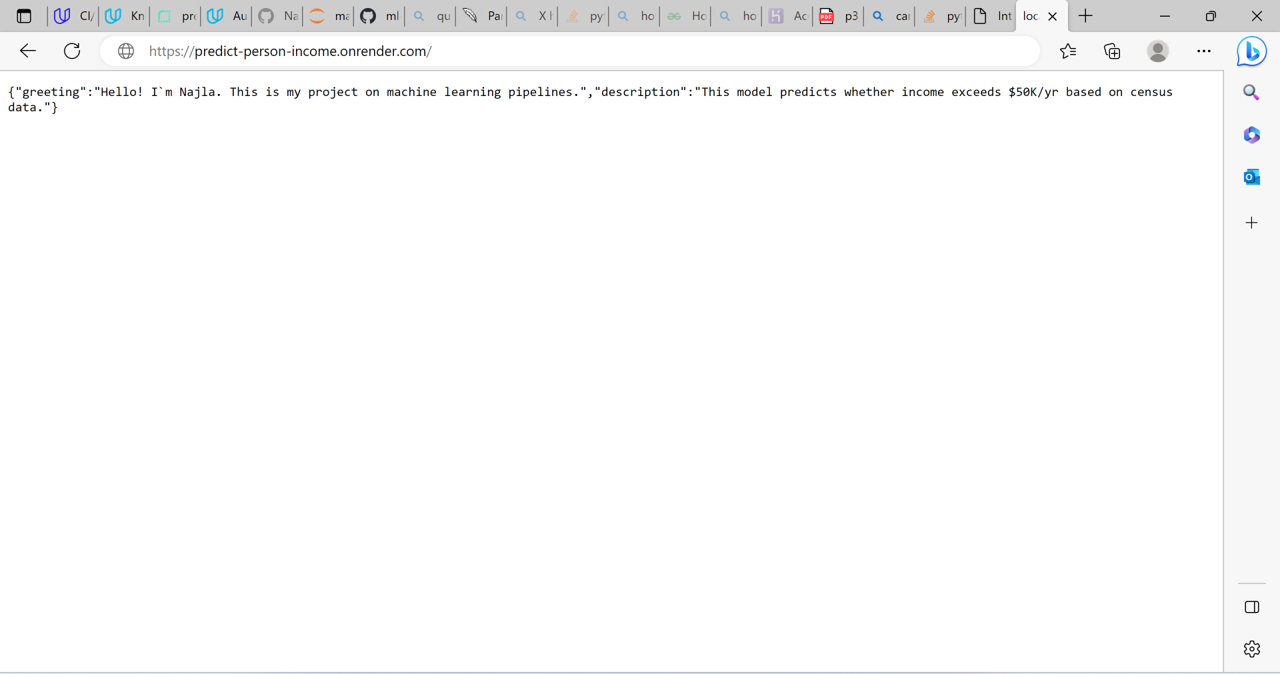 Cl/ Kn pre Au Na ma ml qu Pa X H py ho Ho ho Ac p3 car py Int loc
https://predict-person-income.onrender.com/
{"greeting":"Hello! I`m Najla. This is my project on machine learning pipelines.","description":"This model predicts whether income exceeds $50K/yr based on census
data."}